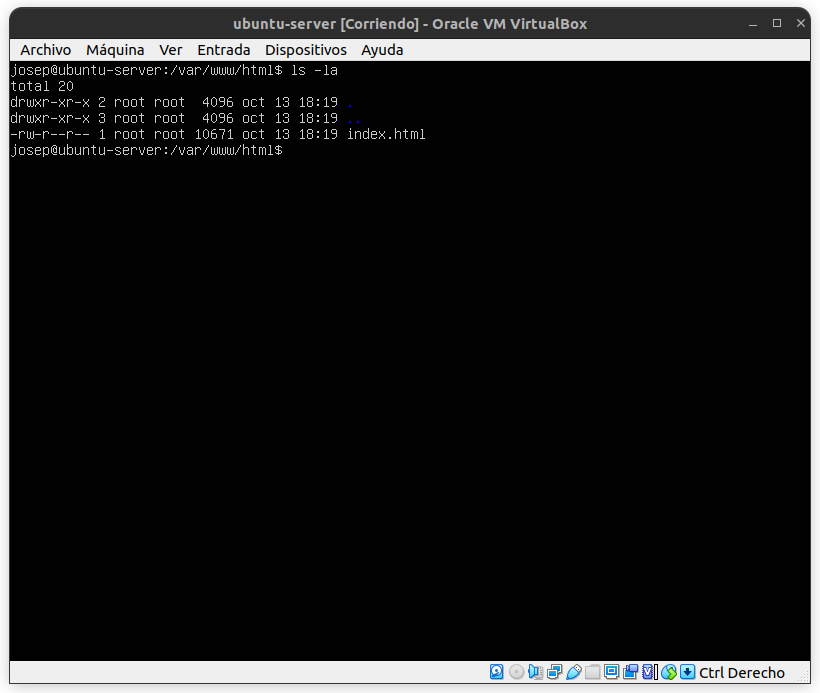 ubuntu-server [Corriendo] - Oracle VM VirtualBox
Archivo Máquina Ver Entrada Dispositivos Ayuda
josep@ubuntu-server:/var/www/html$ ls -la
total 20
drwxr-xr-x 2 root root  4096 oct 13 18:19 .
drwxr-xr-x 3 root root  4096 oct 13 18:19 ..
-rw-r--r-- 1 root root 10671 oct 13 18:19 index.html
josep@ubuntu-server:/var/www/html$
Ctrl Derecho